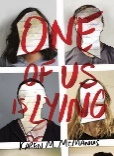 ONE
OF US
IS LYING
KAREN M. McMANUS